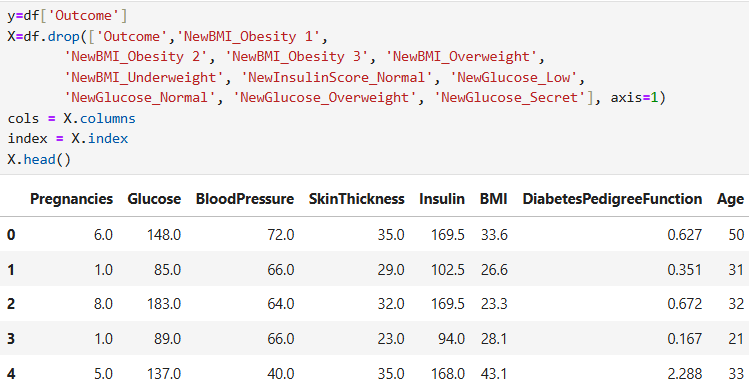 y=df['Outcome']
X=df.drop(['Outcome','NewBMI_Obesity 1',
'NewBMI_Obesity 2', 'NewBMI_Obesity 3', 'NewBMI_Overweight',
'NewBMI_Underweight', 'NewInsulinScore_Normal', 'NewGlucose_Low',
'NewGlucose_Normal', 'NewGlucose_Overweight', 'NewGlucose_Secret'], axis=1)
cols = X.columns
index = X.index
X.head()
Pregnancies Glucose BloodPressure SkinThickness Insulin BMI DiabetesPedigreeFunction Age
0 6.0 148.0 72.0 35.0 169.5 33.6 0.627 50
1 1.0 85.0 66.0 29.0 102.5 26.6 0.351 31
2 8.0 183.0 64.0 32.0 169.5 23.3 0.672 32
3 1.0 89.0 66.0 23.0 94.0 28.1 0.167 21
4 5.0 137.0 40.0 35.0 168.0 43.1 2.288 33